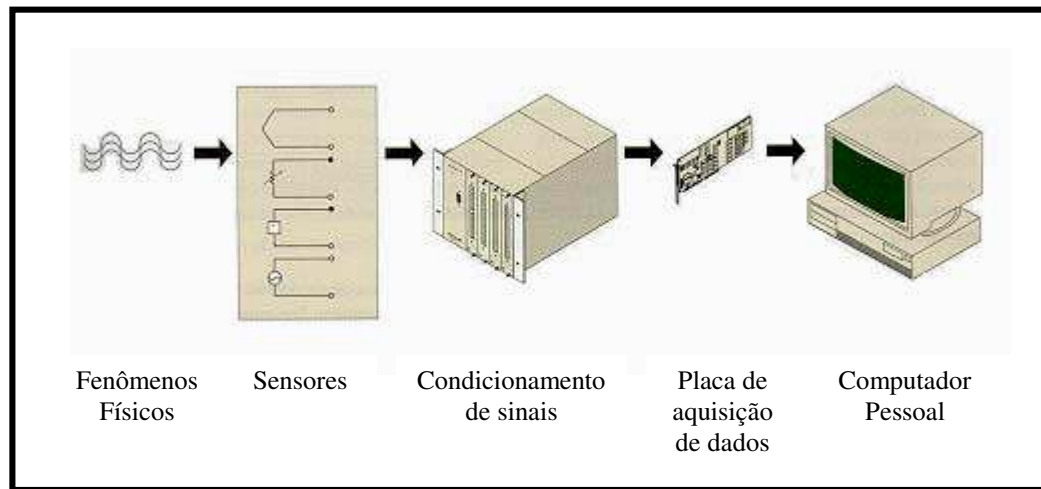 Fenômenos
Físicos
Sensores
Condicionamento
de sinais
Placa de
aquisição
de dados
Computador
Pessoal